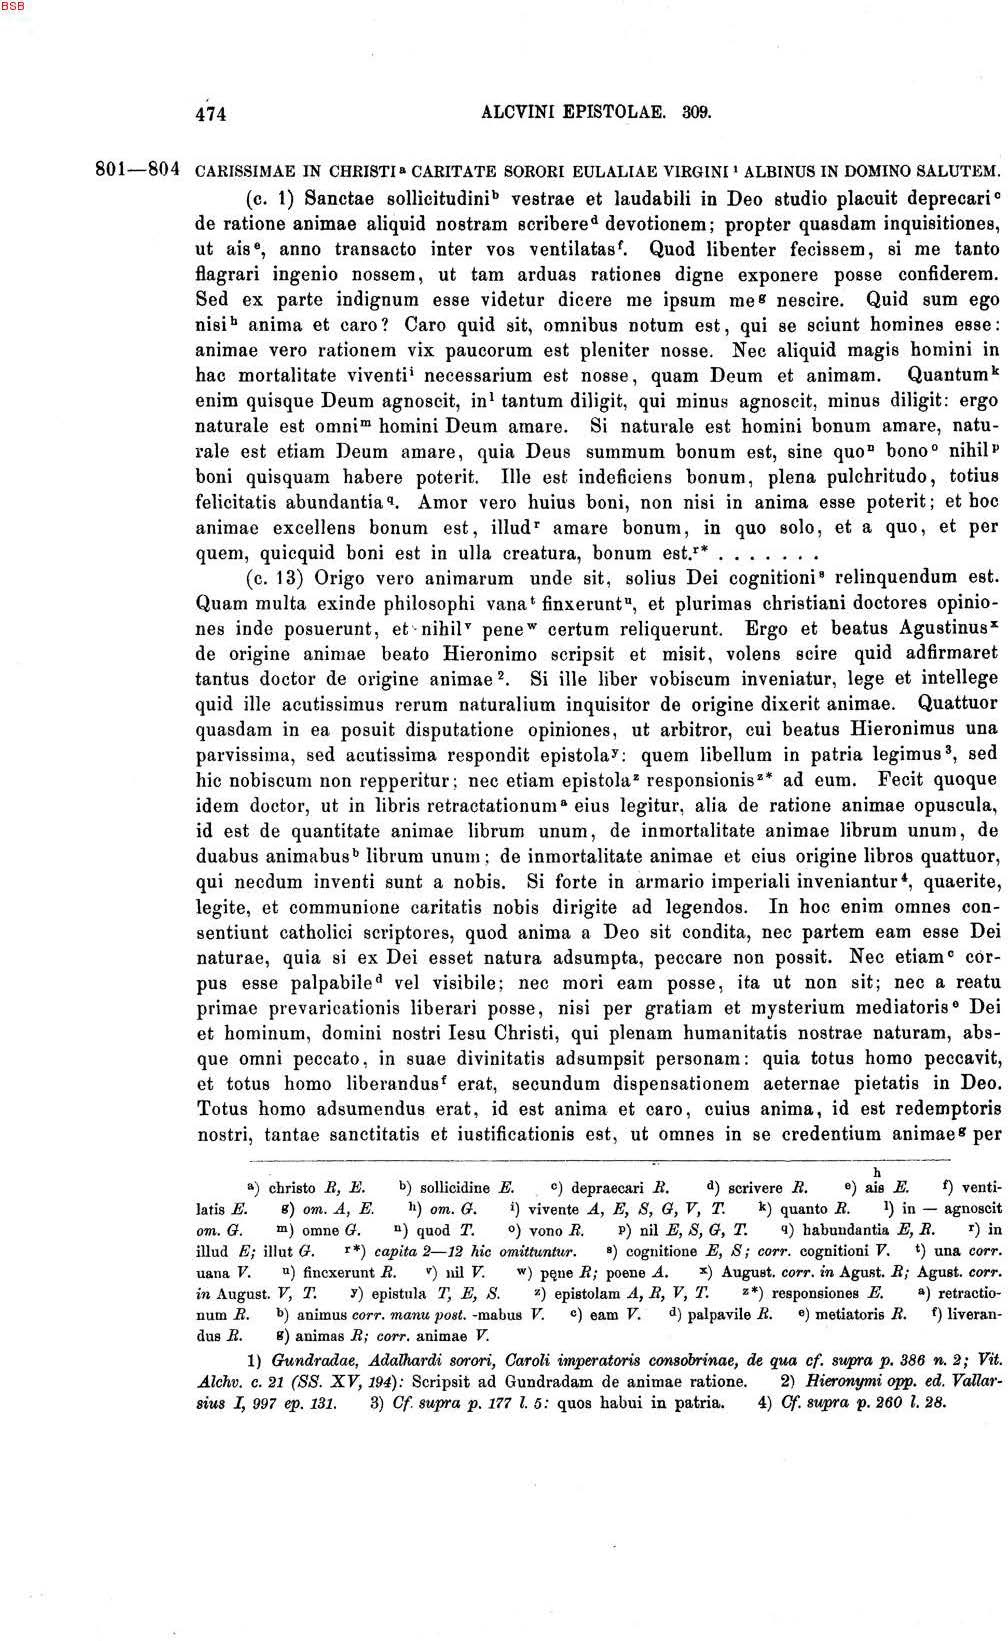 BSB
474 ALCVINI EPISTOLAE. 309.
801—804 CARISSIMAE IN CHRISTI a CARITATE SORORI EULALIAE VIRGINI 1 ALBINUS IN DOMINO SALUTEM.
(c. 1) Sanctae sollicitudini b vestrae et laudabili in Deo studio placuit deprecari c
de ratione animae aliquid nostram scribere d devotionem; propter quasdam inquisitiones,
ut ais e, anno transacto inter vos ventilatas f. Quod libenter fecissem, si me tanto
flagrari ingenio nossem, ut tam arduas rationes digne exponere posse confiderem.
Sed ex parte indignum esse videtur dicere me ipsum me g nescire. Quid sum ego
nisi h anima et caro? Caro quid sit, omnibus notum est, qui se sciunt homines esse:
animae vero rationem vix paucorum est pleniter nosse. Nec aliquid magis homini in
hac mortalitate viventi i necessarium est nosse, quam Deum et animam. Quantum k
enim quisque Deum agnoscit, in l tantum diligit, qui minus agnoscit, minus diligit: ergo
naturale est omni m homini Deum amare. Si naturale est homini bonum amare, natu-
rale est etiam Deum amare, quia Deus summum bonum est, sine quo n bono o nihil p
boni quisquam habere poterit. Ille est indeficiens bonum, plena pulchritudo, totius
felicitatis abundantia q. Amor vero huius boni, non nisi in anima esse poterit; et hoc
animae excellens bonum est, illud r amare bonum, in quo solo, et a quo, et per
quem, quicquid boni est in ulla creatura, bonum est. r* . . . . . . .
(c. 13) Origo vero animarum unde sit, solius Dei cognitioni s relinquendum est.
Quam multa exinde philosophi vana t finxerunt u, et plurimas christiani doctores opinio-
nes inde posuerunt, et nihil v pene w certum reliquerunt. Ergo et beatus Agustinus x
de origine animae beato Hieronimo scripsit et misit, volens scire quid adfirmaret
tantus doctor de origine animae 2. Si ille liber vobiscum inveniatur, lege et intellege
quid ille acutissimus rerum naturalium inquisitor de origine dixerit animae. Quattuor
quasdam in ea posuit disputatione opiniones, ut arbitror, cui beatus Hieronimus una
parvissima, sed acutissima respondit epistola y: quem libellum in patria legimus 3, sed
hic nobiscum non repperitur; nec etiam epistola z responsionis z* ad eum. Fecit quoque
idem doctor, ut in libris retractationum a eius legitur, alia de ratione animae opuscula,
id est de quantitate animae librum unum, de inmortalitate animae librum unum, de
duabus animabus b librum unum; de inmortalitate animae et eius origine libros quattuor,
qui necdum inventi sunt a nobis. Si forte in armario imperiali inveniantur 4, quaerite,
legite, et communione caritatis nobis dirigite ad legendos. In hoc enim omnes con-
sentiunt catholici scriptores, quod anima a Deo sit condita, nec partem eam esse Dei
naturae, quia si ex Dei esset natura adsumpta, peccare non possit. Nec etiam c cor-
pus esse palpabile d vel visibile; nec mori eam posse, ita ut non sit; nec a reatu
primae prevaricationis liberari posse, nisi per gratiam et mysterium mediatoris e Dei
et hominum, domini nostri Iesu Christi, qui plenam humanitatis nostrae naturam, abs-
que omni peccato, in suae divinitatis adsumpsit personam: quia totus homo peccavit,
et totus homo liberandus f erat, secundum dispensationem aeternae pietatis in Deo.
Totus homo adsumendus erat, id est anima et caro, cuius anima, id est redemptoris
nostri, tantae sanctitatis et iustificationis est, ut omnes in se credentium animae g per
a) christo R, E. b) sollicidine E. c) depraecari R. d) scrivere R. e) ais h E. f) venti-
latis E. g) om. A, E. h) om. G. i) vivente A, E, S, G, V, T. k) quanto R. l) in — agnoscit
om. G. m) omne G. n) quod T. o) vono R. p) nil E, S, G, T. q) habundantia E, R. r) in
illud E; illut G. r*) capita 2—12 hic omittuntur. s) cognitione E, S; corr. cognitioni V. t) una corr.
uana V. u) fincxerunt R. v) nil V. w) pęne R; poene A. x) August. corr. in Agust. R; Agust. corr.
in August. V, T. y) epistula T, E, S. z) epistolam A, R, V, T. z*) responsiones E. a) retractio-
num R. b) animus corr. manu post. -mabus V. c) eam V. d) palpavile R. e) metiatoris R. f) liveran-
dus R. g) animas R; corr. animae V.
1) Gundradae, Adalhardi sorori, Caroli imperatoris consobrinae, de qua cf. supra p. 386 n. 2; Vit.
Alchv. c. 21 (SS. XV, 194): Scripsit ad Gundradam de animae ratione. 2) Hieronymi opp. ed. Vallar-
sius I, 997 ep. 131. 3) Cf. supra p. 177 l. 5: quos habui in patria. 4) Cf. supra p. 260 l. 28.